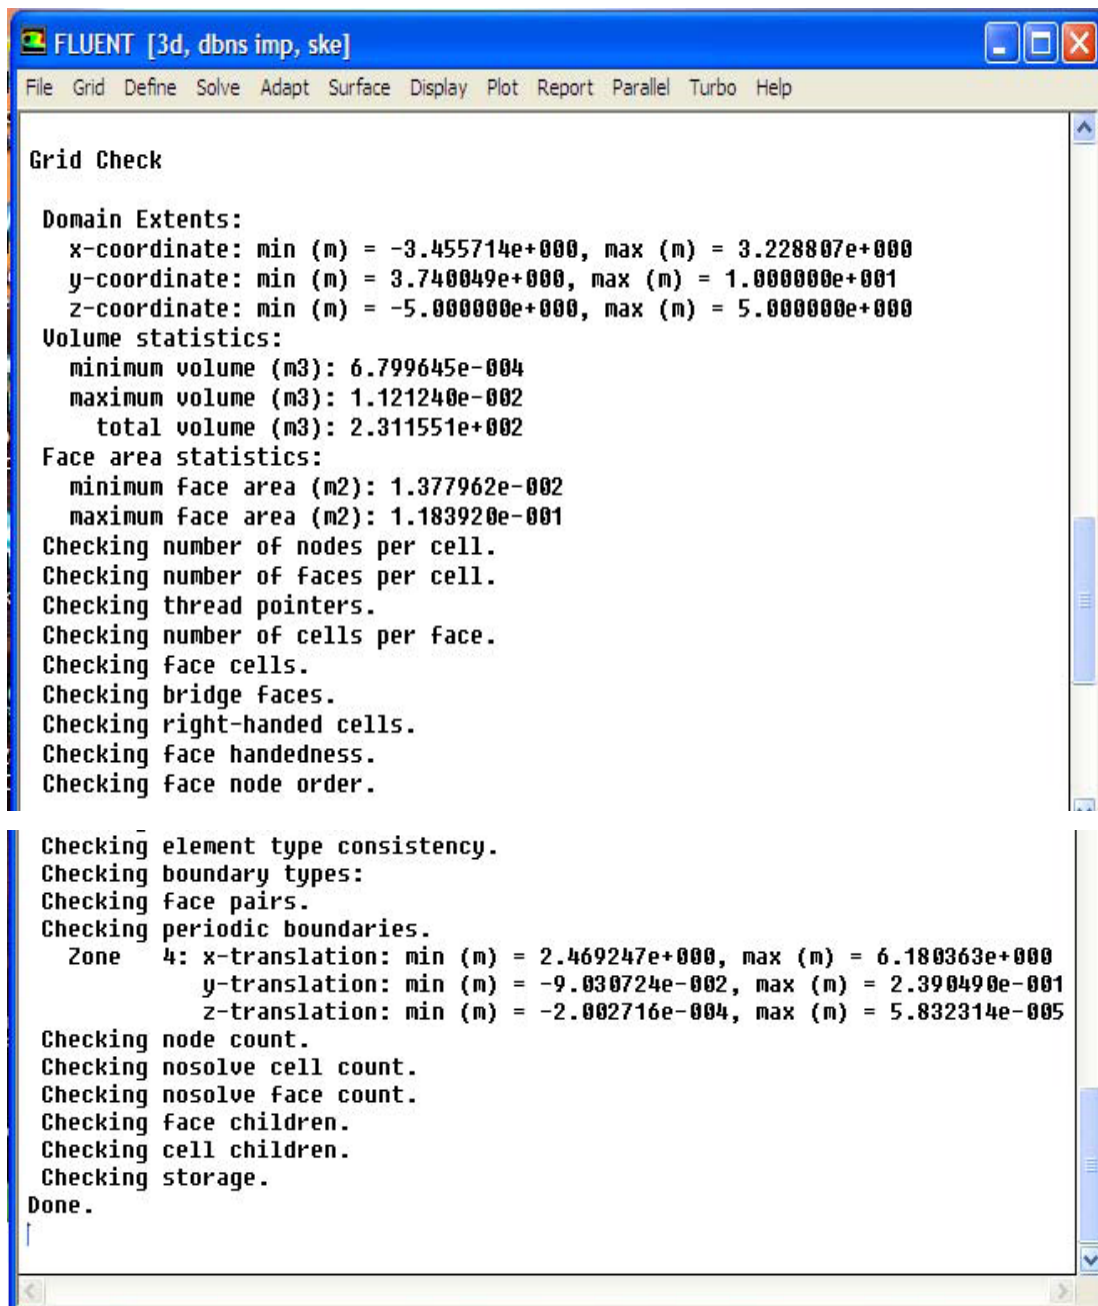 FLUENT [3d, dbns imp, ske]
File Grid Define Solve Adapt Surface Display Plot Report Parallel Turbo Help
Grid Check
Domain Extents:
x-coordinate: min (m) = -3.455714e+000, max (m) = 3.228807e+000
y-coordinate: min (m) = 3.740049e+000, max (m) = 1.000000e+001
z-coordinate: min (m) = -5.000000e+000, max (m) = 5.000000e+000
Volume statistics:
minimum volume (m3): 6.799645e-004
maximum volume (m3): 1.121240e-002
total volume (m3): 2.311551e+002
Face area statistics:
minimum face area (m2): 1.377962e-002
maximum face area (m2): 1.183920e-001
Checking number of nodes per cell.
Checking number of faces per cell.
Checking thread pointers.
Checking number of cells per face.
Checking face cells.
Checking bridge faces.
Checking right-handed cells.
Checking face handedness.
Checking face node order.
Checking element type consistency.
Checking boundary types:
Checking face pairs.
Checking periodic boundaries.
Zone 4: x-translation: min (m) = 2.469247e+000, max (m) = 6.180363e+000
y-translation: min (m) = -9.030724e-002, max (m) = 2.390490e-001
z-translation: min (m) = -2.002716e-004, max (m) = 5.832314e-005
Checking node count.
Checking nosolve cell count.
Checking nosolve face count.
Checking face children.
Checking cell children.
Checking storage.
Done.